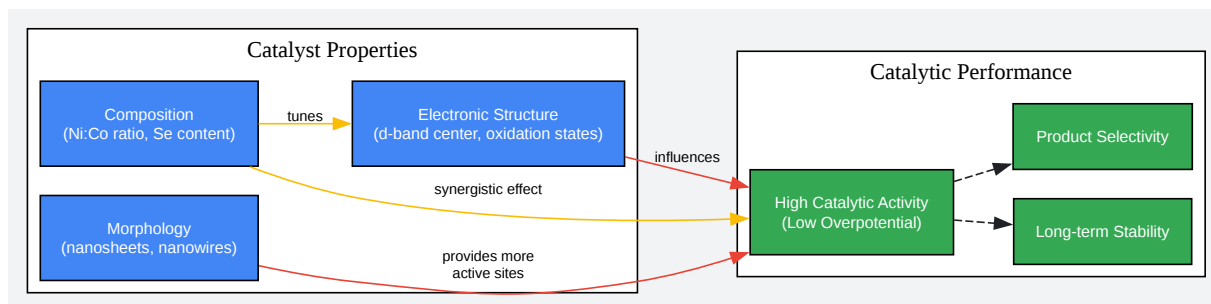 Catalyst Properties
Composition
(Ni:Co ratio, Se content)
tunes
Electronic Structure
(d-band center, oxidation states)
influences
synergistic effect
Morphology
(nanosheets, nanowires)
provides more
active sites
Catalytic Performance
High Catalytic Activity
(Low Overpotential)
Product Selectivity
Long-term Stability